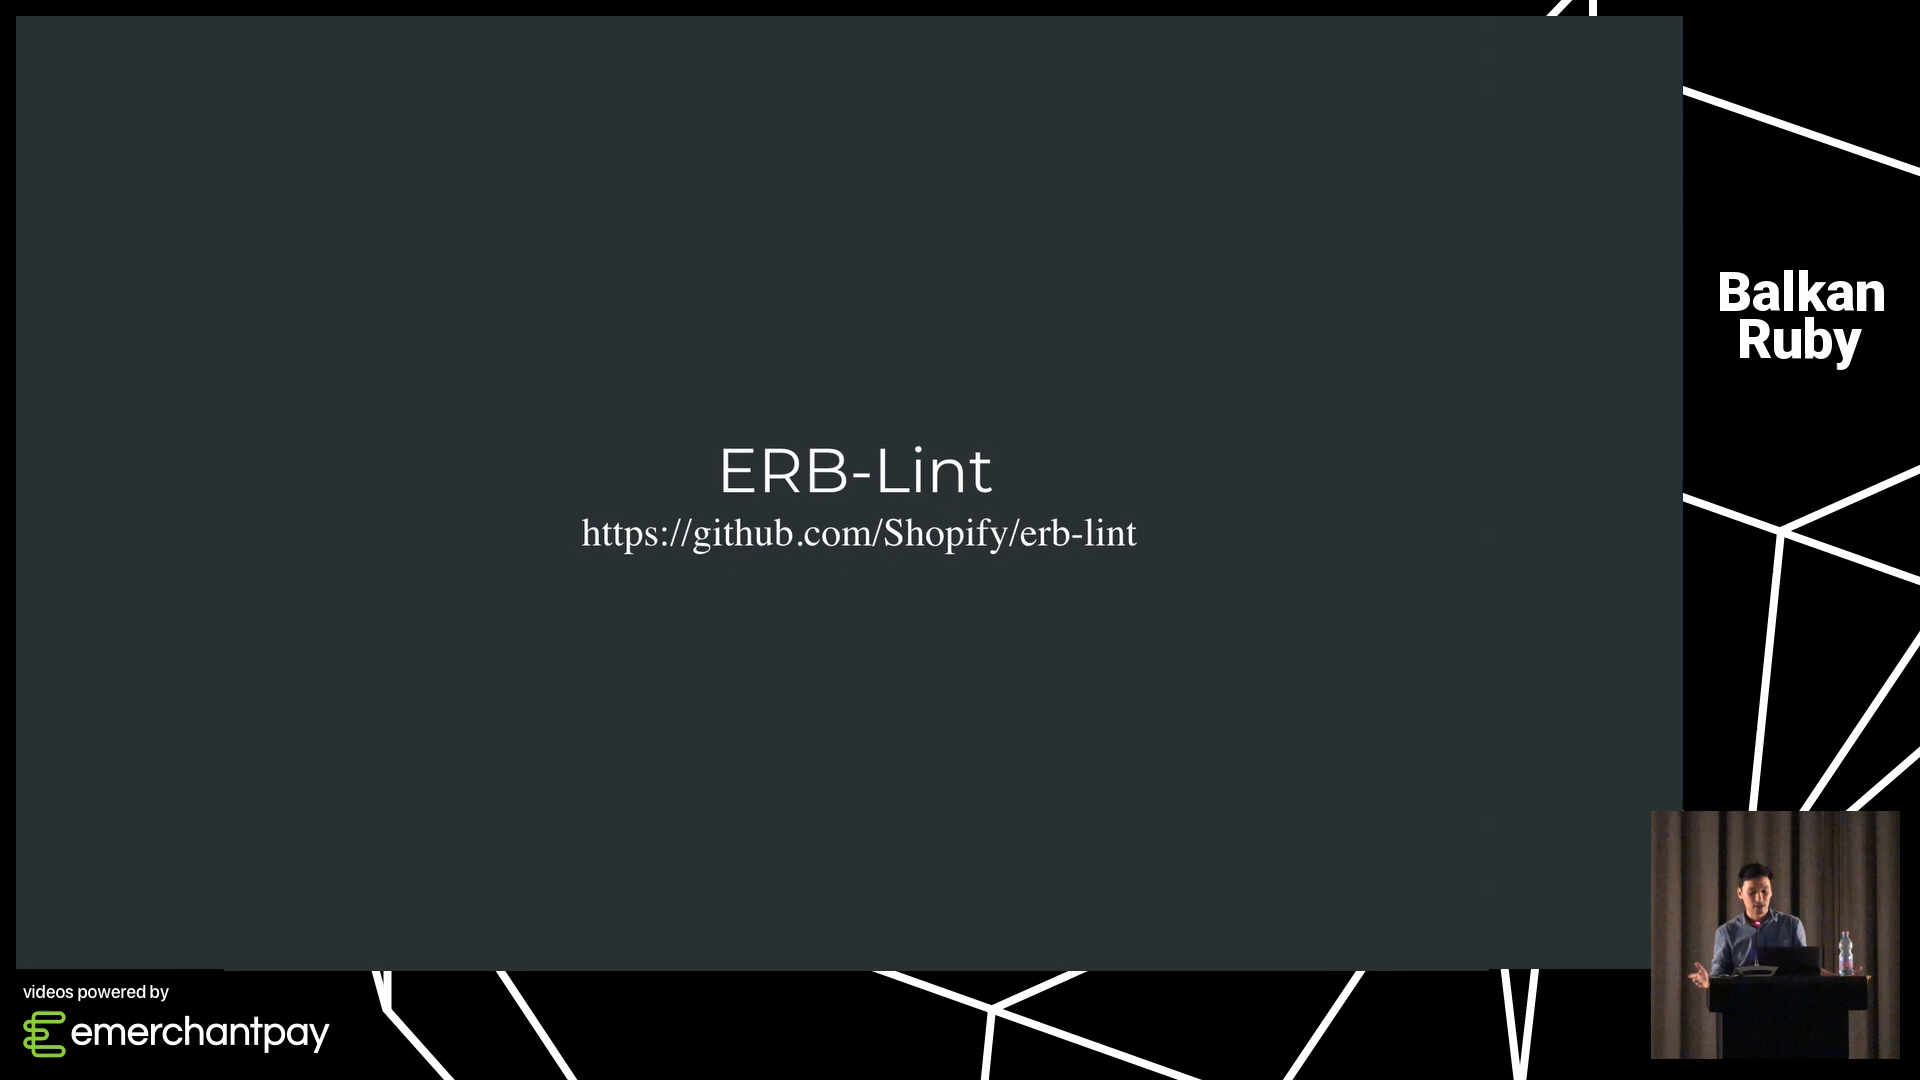 ERB-Lint
https://github.com/Shopify/erb-lint
Balkan
Ruby
videos powered by
emerchantpay